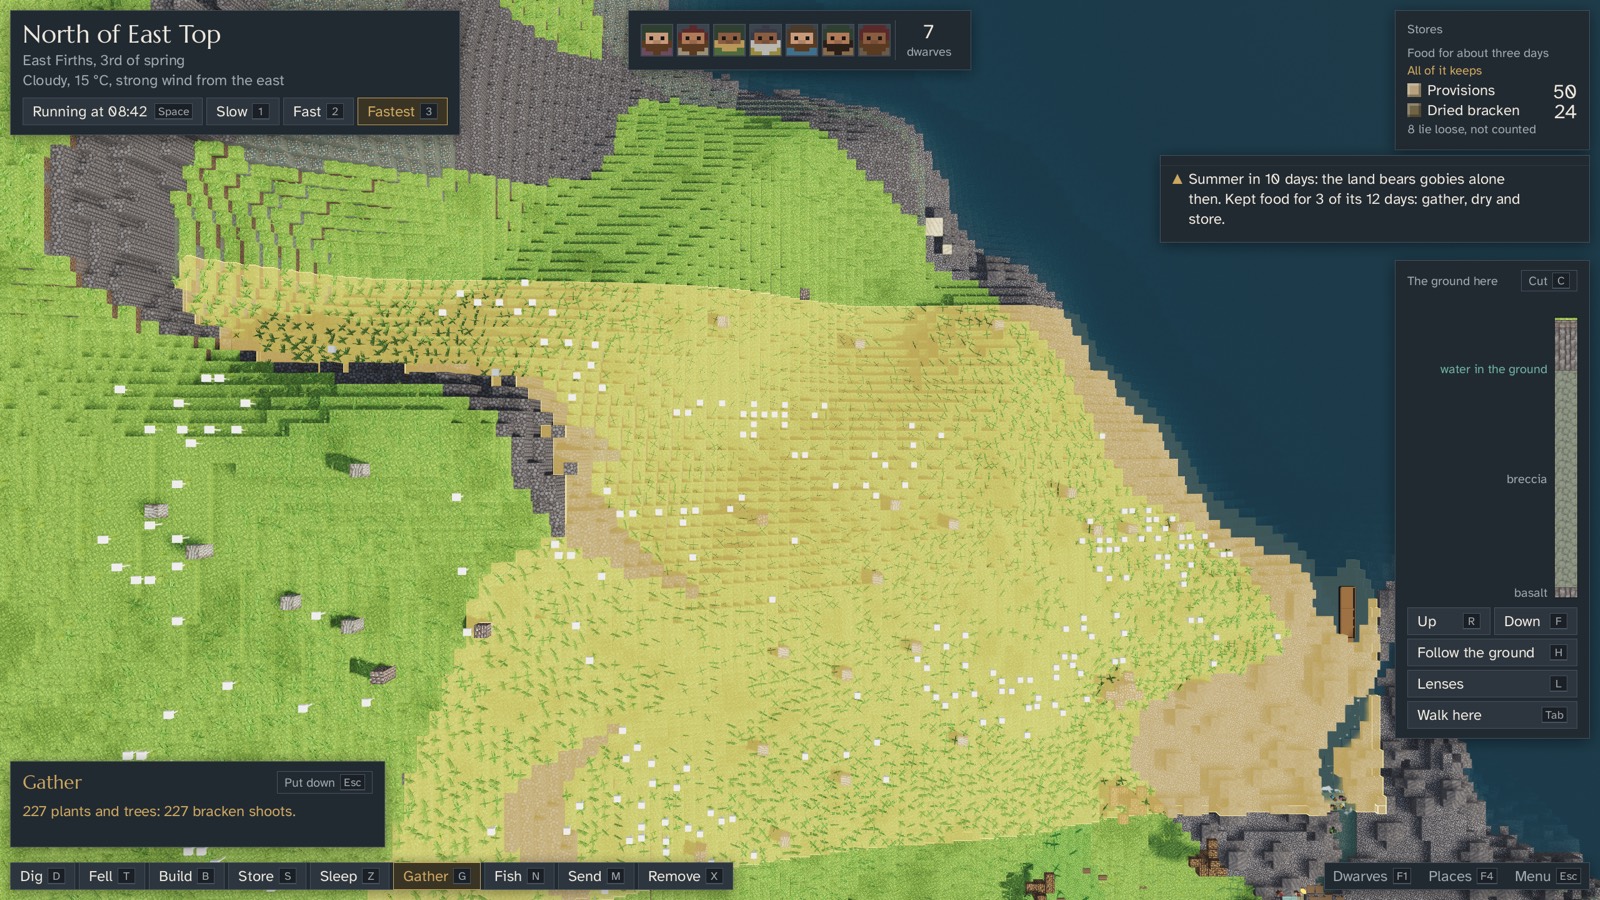 North of East Top
East Firths, 3rd of spring
Cloudy, 15 °C, strong wind from the east
Running at 08:42 Space
Slow 1
Fast 2
Fastest 3
7
dwarves
Stores
Food for about three days
All of it keeps
Provisions 50
Dried bracken 24
8 lie loose, not counted
Summer in 10 days: the land bears gobies alone
then. Kept food for 3 of its 12 days: gather, dry and
store.
The ground here
Cut C
water in the ground
breccia
basalt
Up R
Down F
Follow the ground H
Lenses L
Walk here Tab
Gather
Put down Esc
227 plants and trees: 227 bracken shoots.
Dig D
Fell T
Build B
Store S
Sleep Z
Gather G
Fish N
Send M
Remove X
Dwarves F1
Places F4
Menu Esc